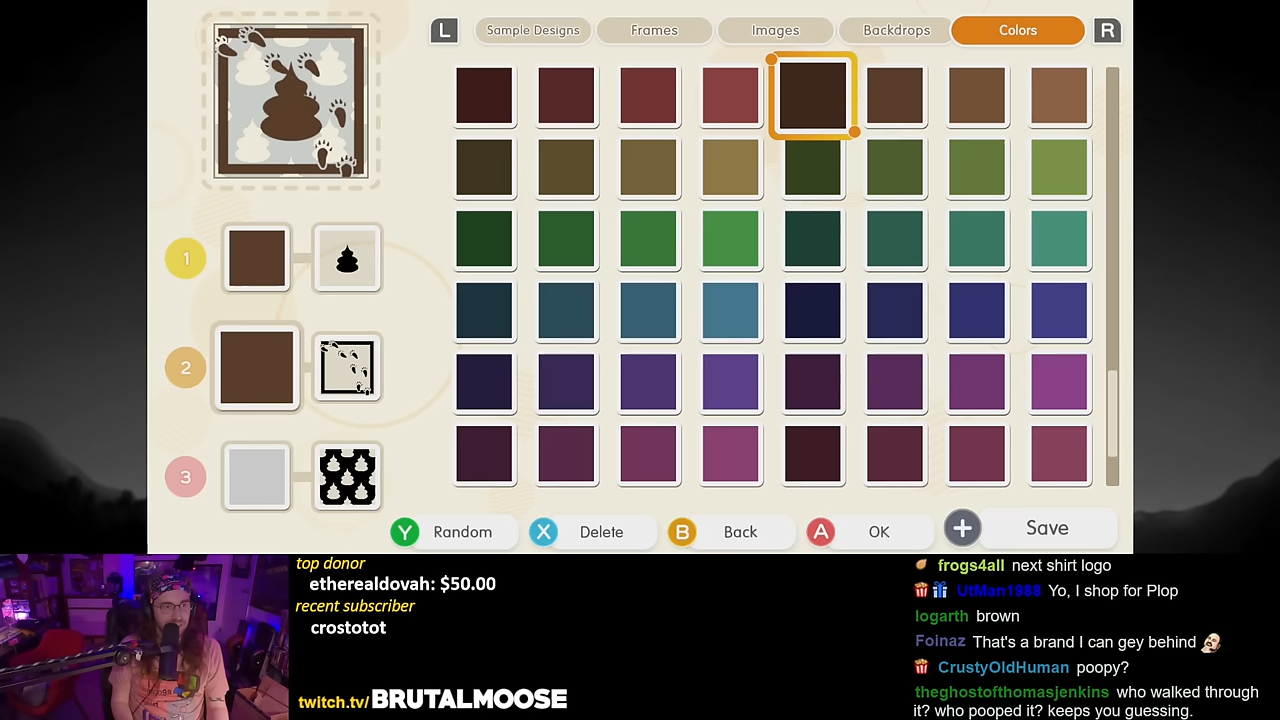 L
Sample Designs
Frames
Images
Backdrops
Colors
R
1
2
3
Y Random
X Delete
B Back
A OK
+ Save
top donor
etherealdovah: $50.00
recent subscriber
crostotot
twitch.tv/BRUTALMOOSE
frogs4all next shirt logo
UtMan1988 Yo, I shop for Plop
logarth brown
Foinaz That's a brand I can gey behind
CrustyOldHuman poopy?
theghostofthomasjenkins who walked through
it? who pooped it? keeps you guessing.